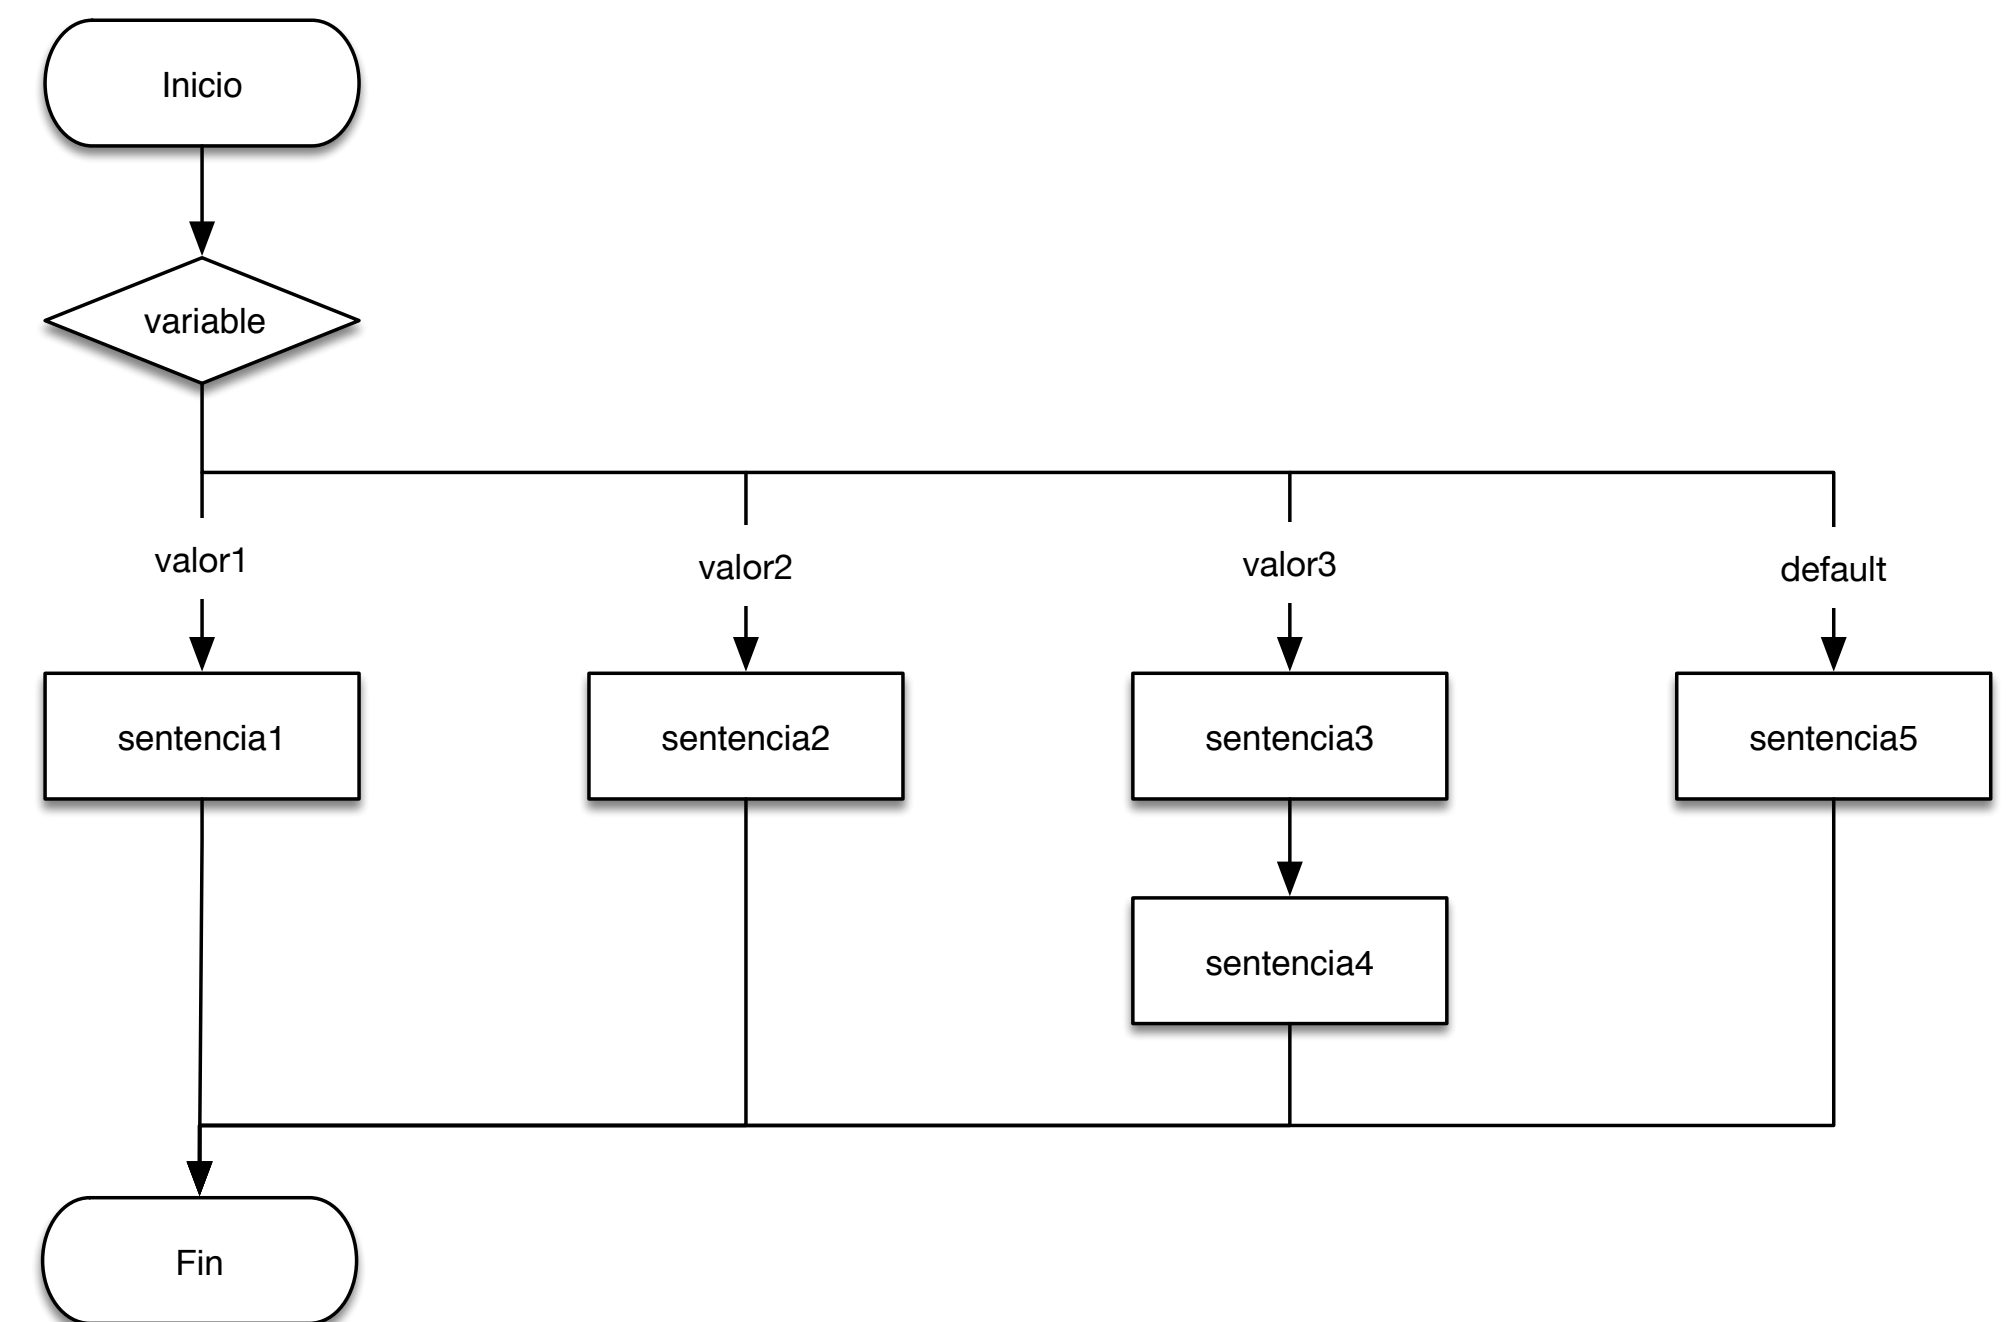 Inicio
variable
valor1
valor2
valor3
default
sentencia1
sentencia2
sentencia3
sentencia5
sentencia4
Fin